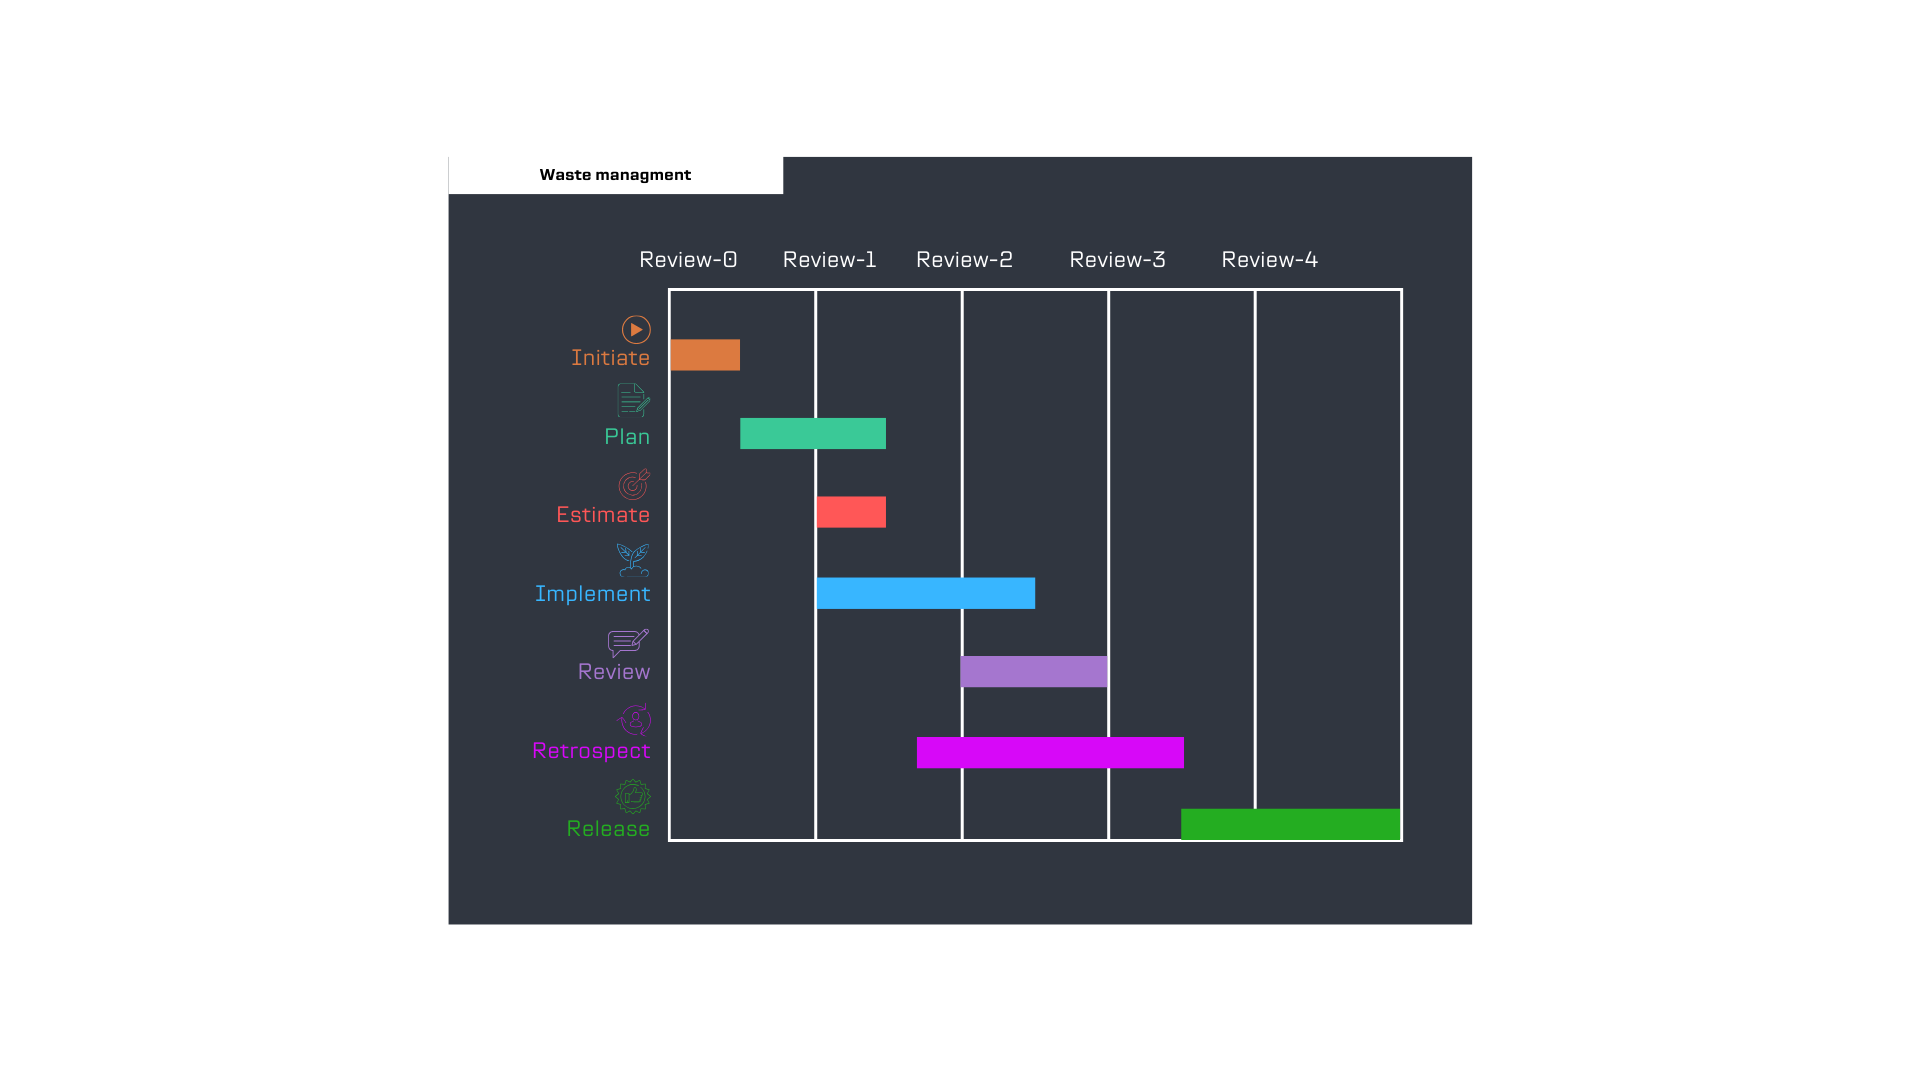 Waste managment
Review-0 Review-1 Review-2 Review-3 Review-4
Initiate
Plan
Estimate
Implement
Review
Retrospect
Release